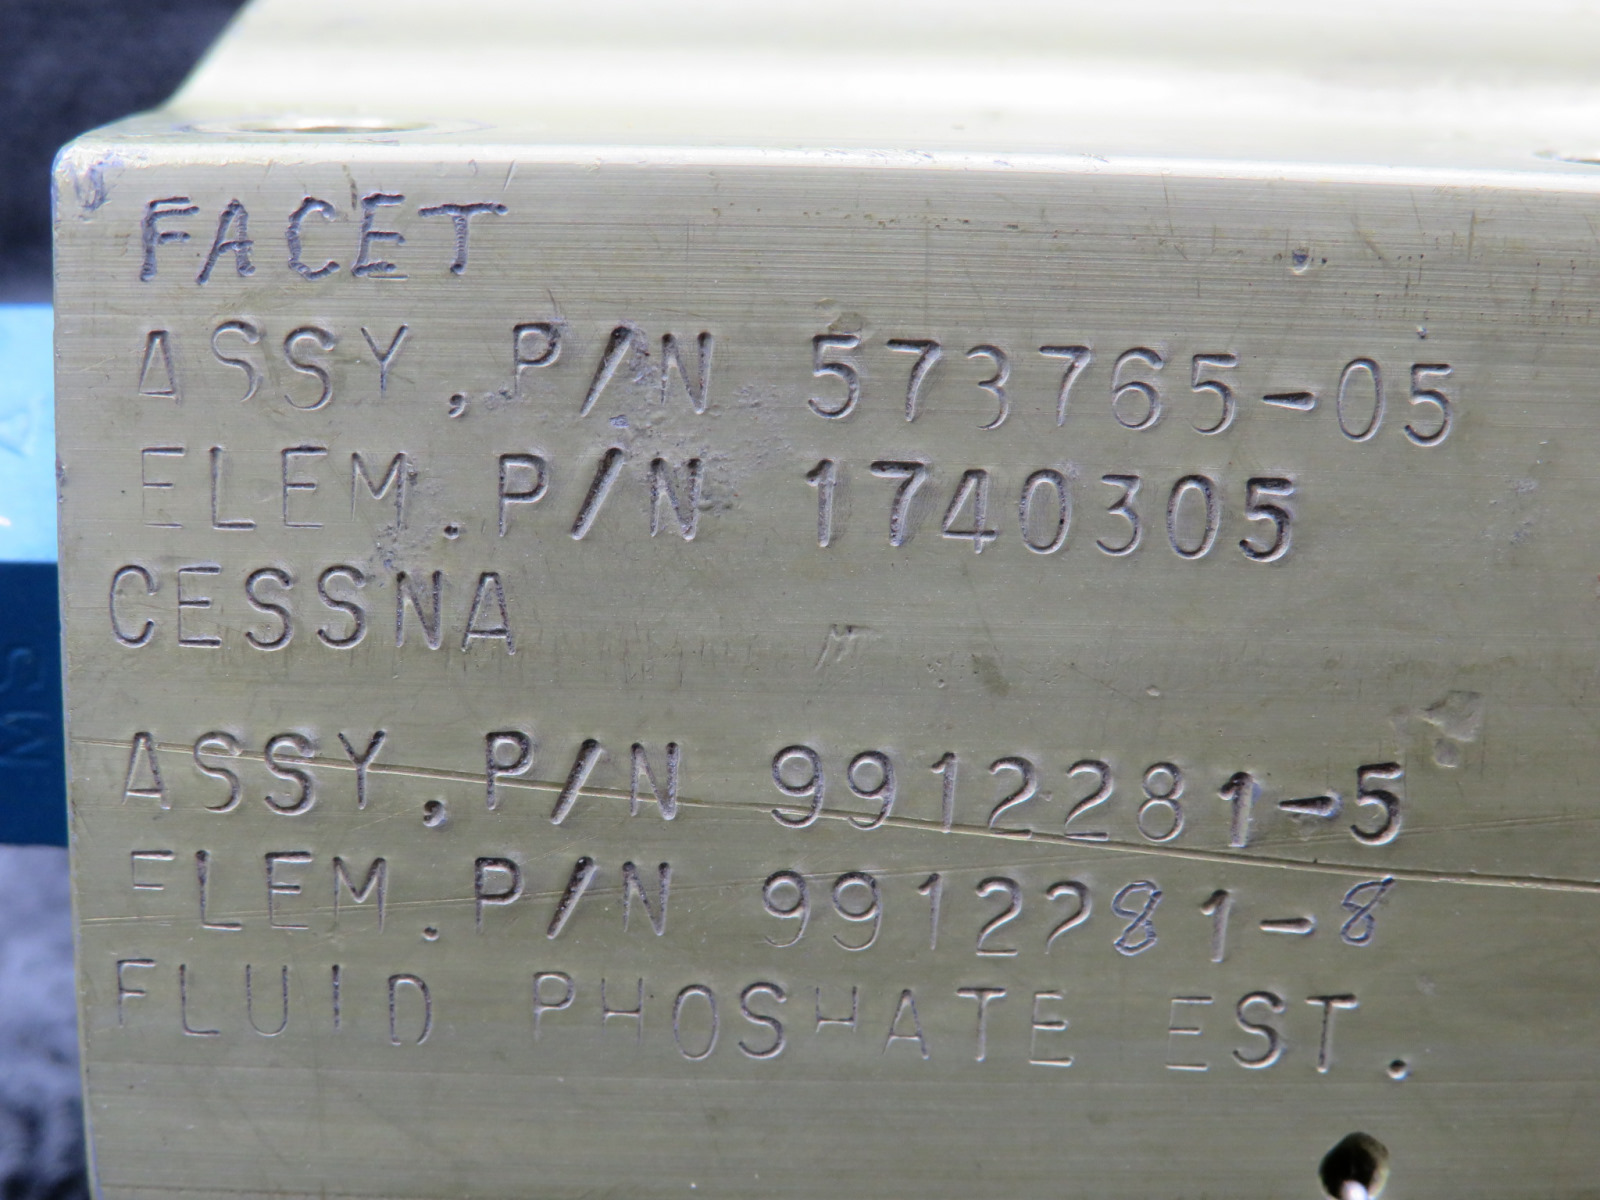 FACET
ASSY, P/N 573765-05
ELEM. P/N 1740305
CESSNA
ASSY, P/N 9912281-5
ELEM. P/N 9912281-8
FLUID PHOSHATE EST.